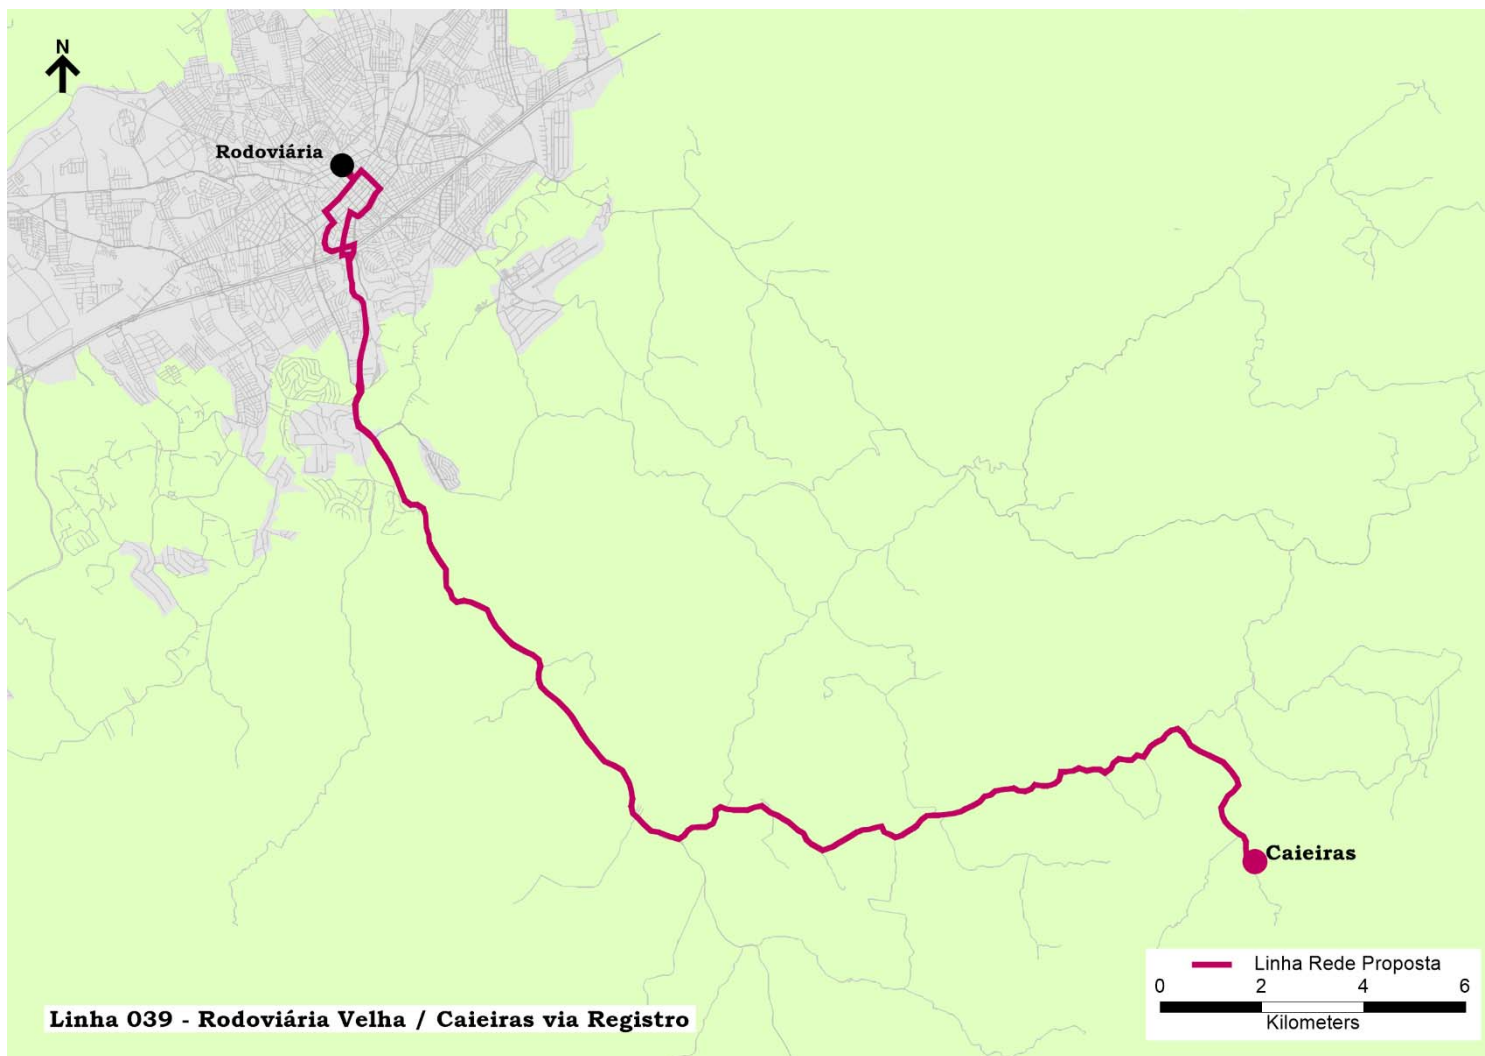 N
Rodoviária
Caieiras
Linha Rede Proposta
0 2 4 6
Kilometers
Linha 039 - Rodoviária Velha / Caieiras via Registro